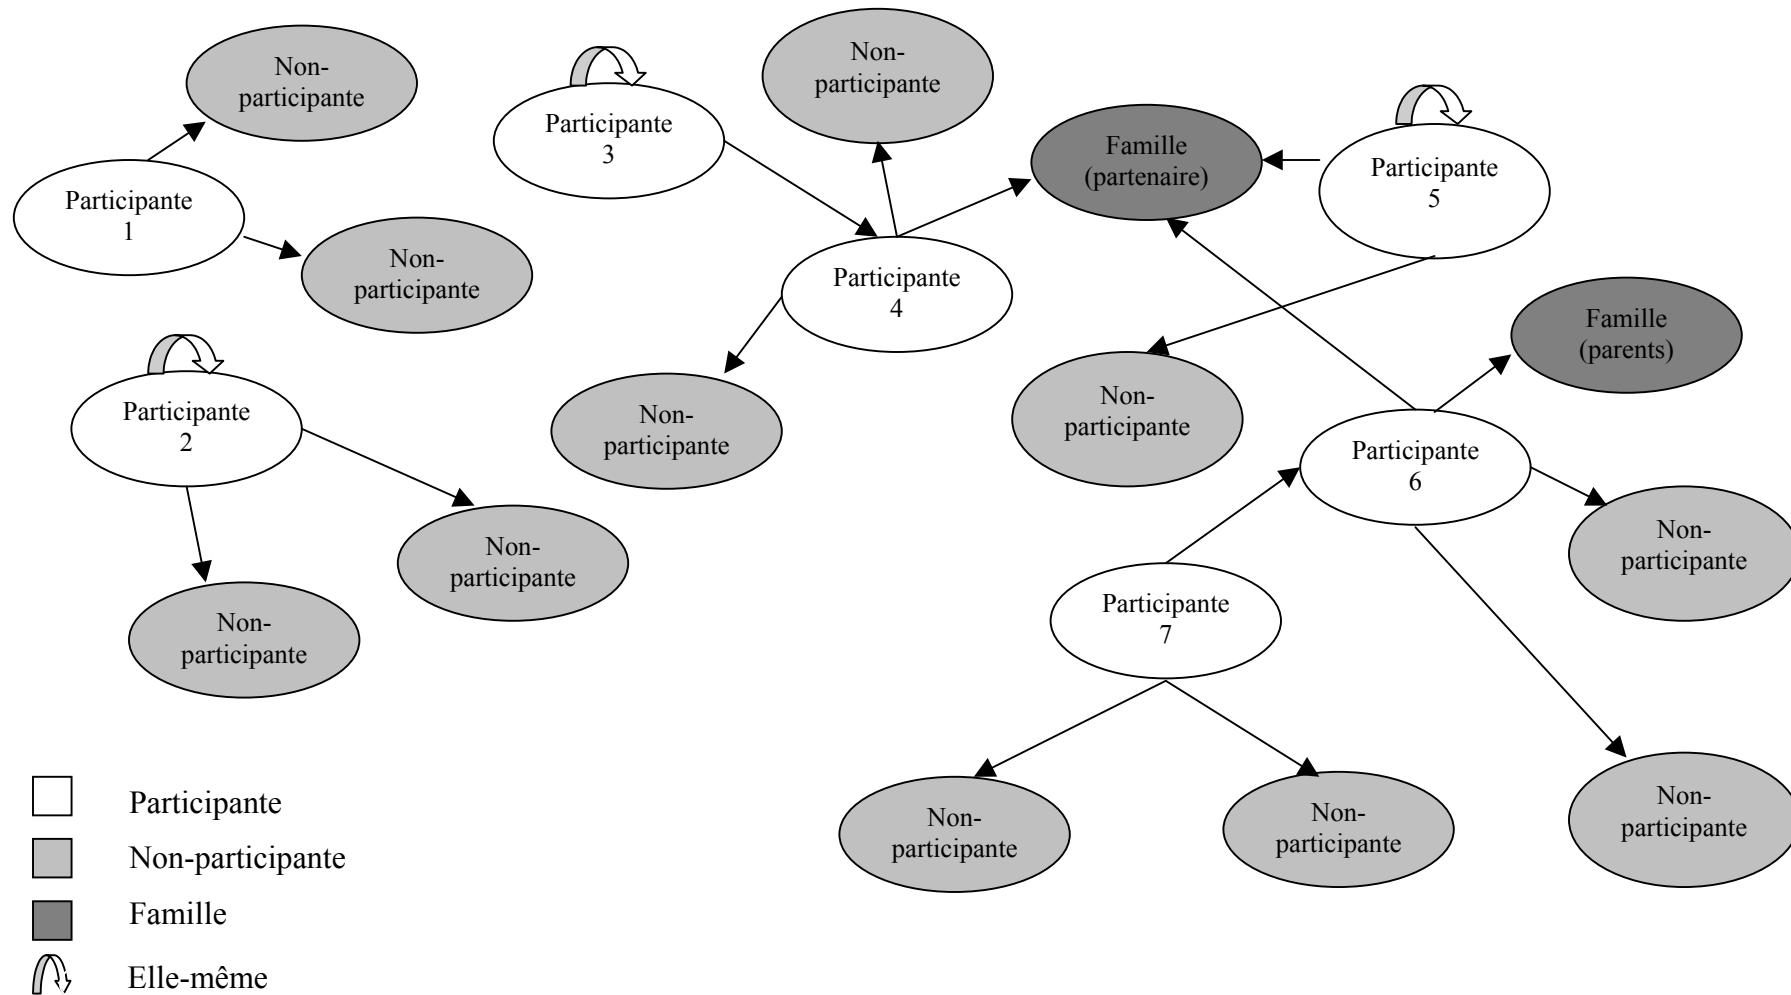 Non-
participante
Participante
3
Non-
participante
Famille
(partenaire)
Participante
5
Participante
1
Non-
participante
Participante
4
Famille
(parents)
Participante
2
Non-
participante
Non-
participante
Participante
6
Non-
participante
Non-
participante
Non-
participante
Participante
7
Non-
participante
Non-
participante
Non-
participante
Participante
Non-participante
Famille
Elle-même